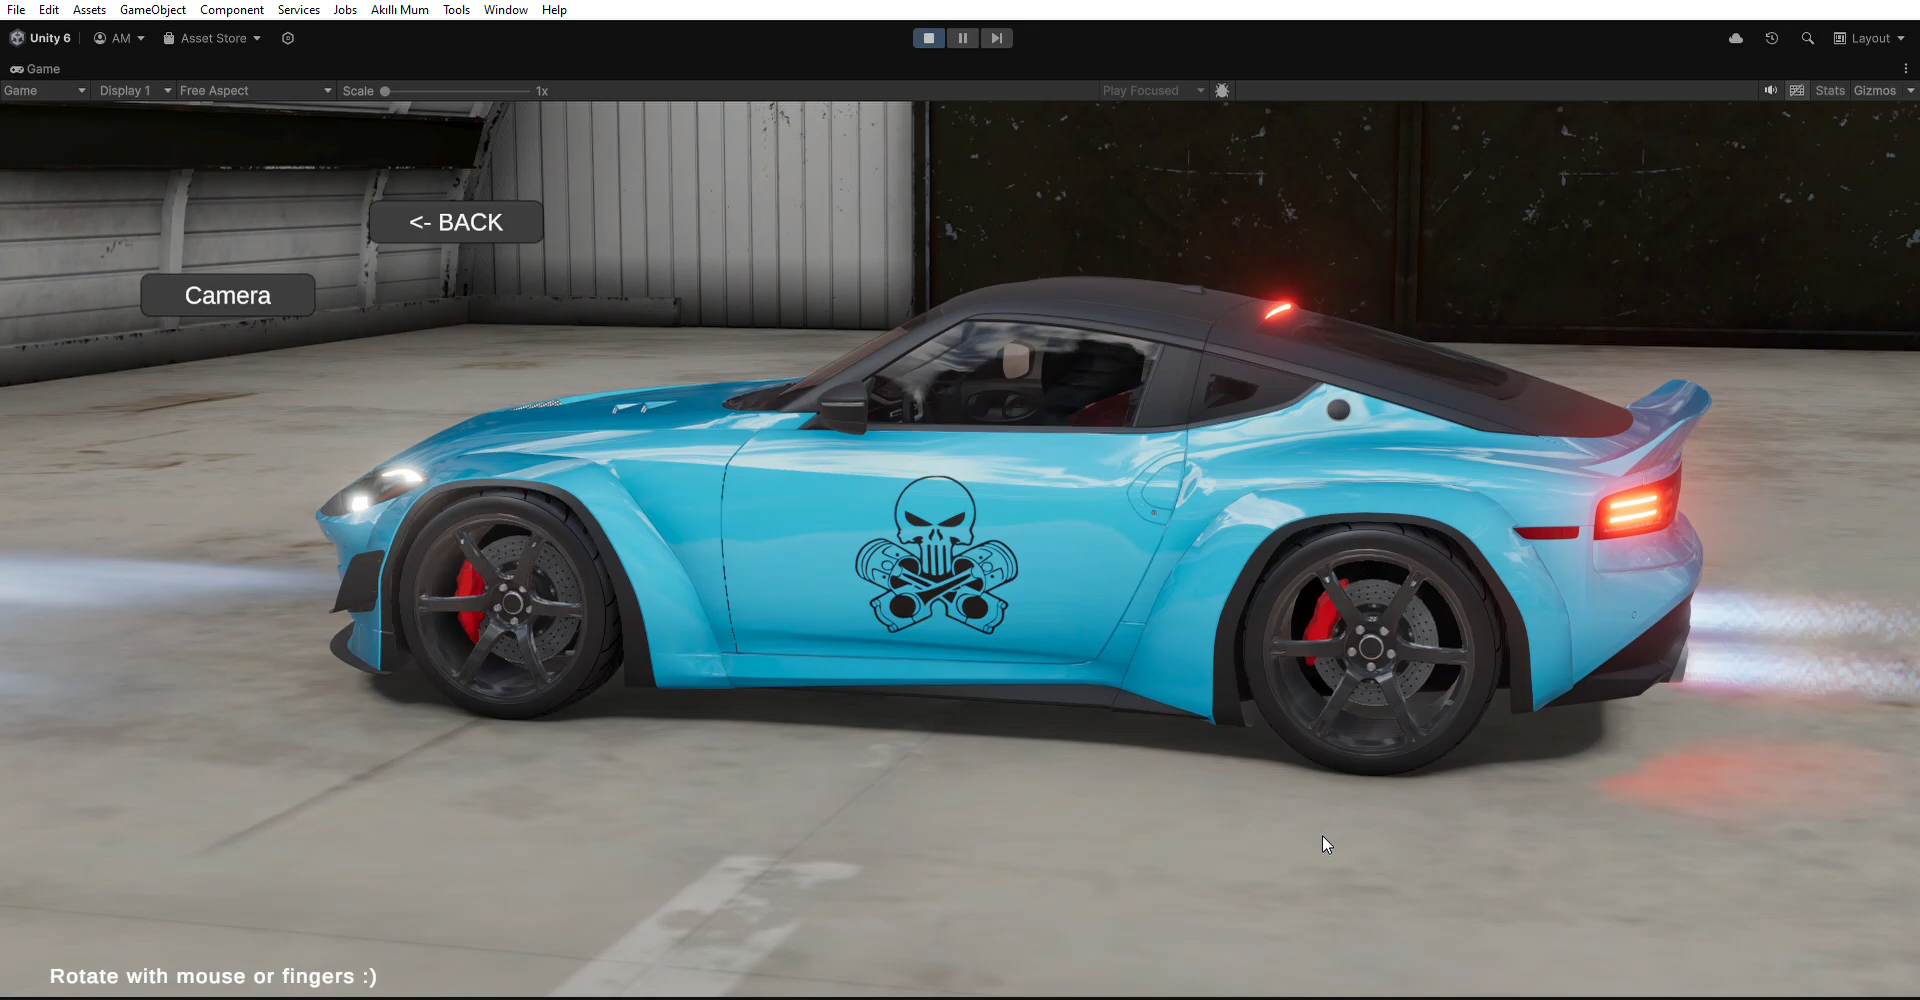 File Edit Assets GameObject Component Services Jobs Akıllı Mum Tools Window Help
Unity 6 AM Asset Store Layout
Game
Game Display 1 Free Aspect Scale 1x Play Focused Stats Gizmos
<- BACK
Camera
Rotate with mouse or fingers :)